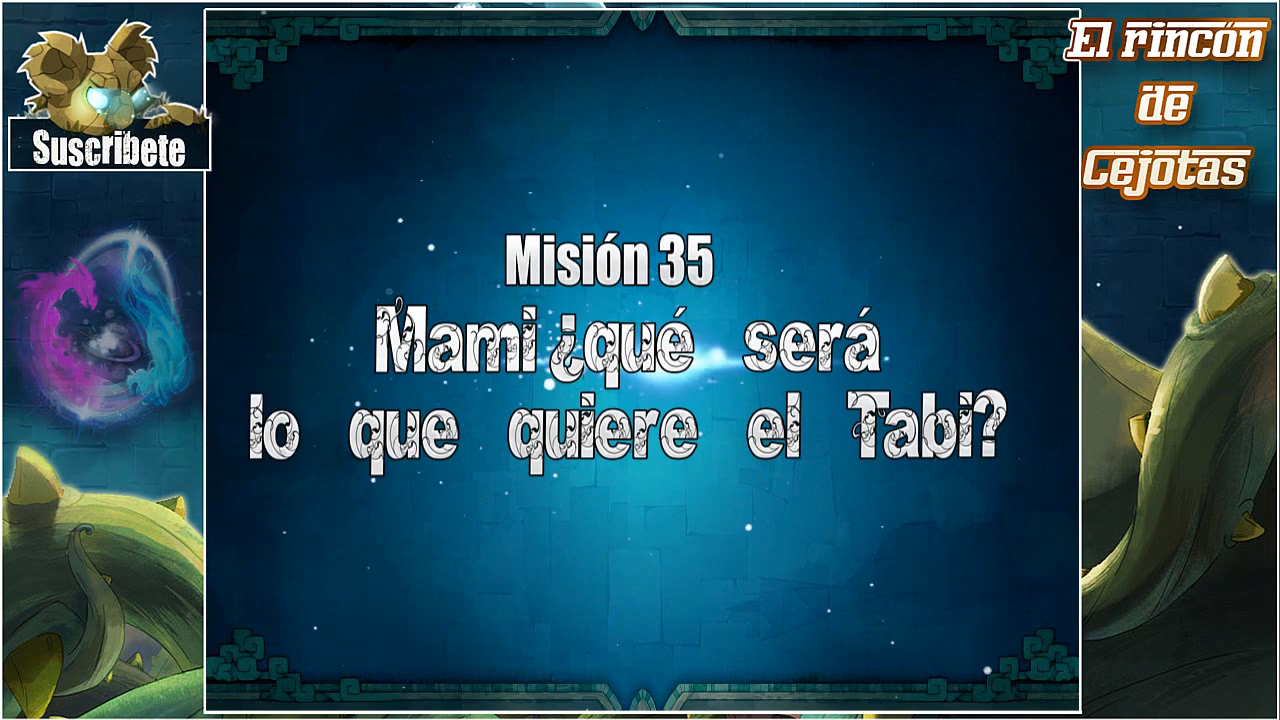 Suscribete
El rincón
de
Cejotas
Misión 35
Mami ¿qué será
lo que quiere el Tabi?